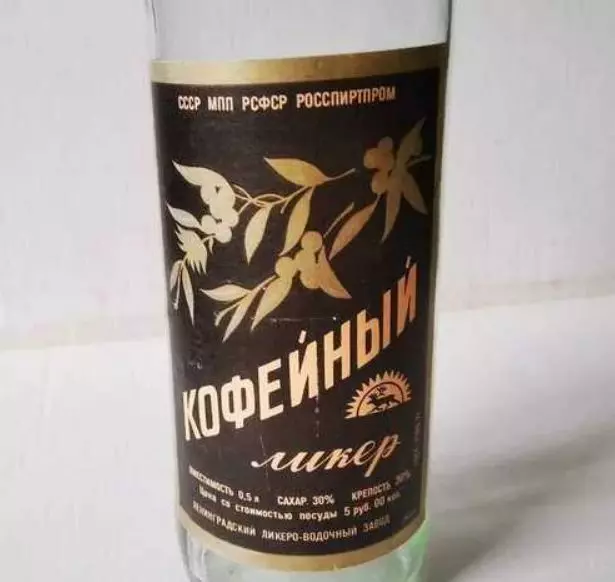 СССР МПП РСФСР РОССПИРТПРОМ
КОФЕЙНЫЙ
ликер
ВМЕСТИМОСТЬ 0,5 л САХАР 30% КРЕПОСТЬ 30%
Цена со стоимостью посуды 5 руб. 00 коп.
ЛЕНИНГРАДСКИЙ ЛИКЕРО-ВОДОЧНЫЙ ЗАВОД